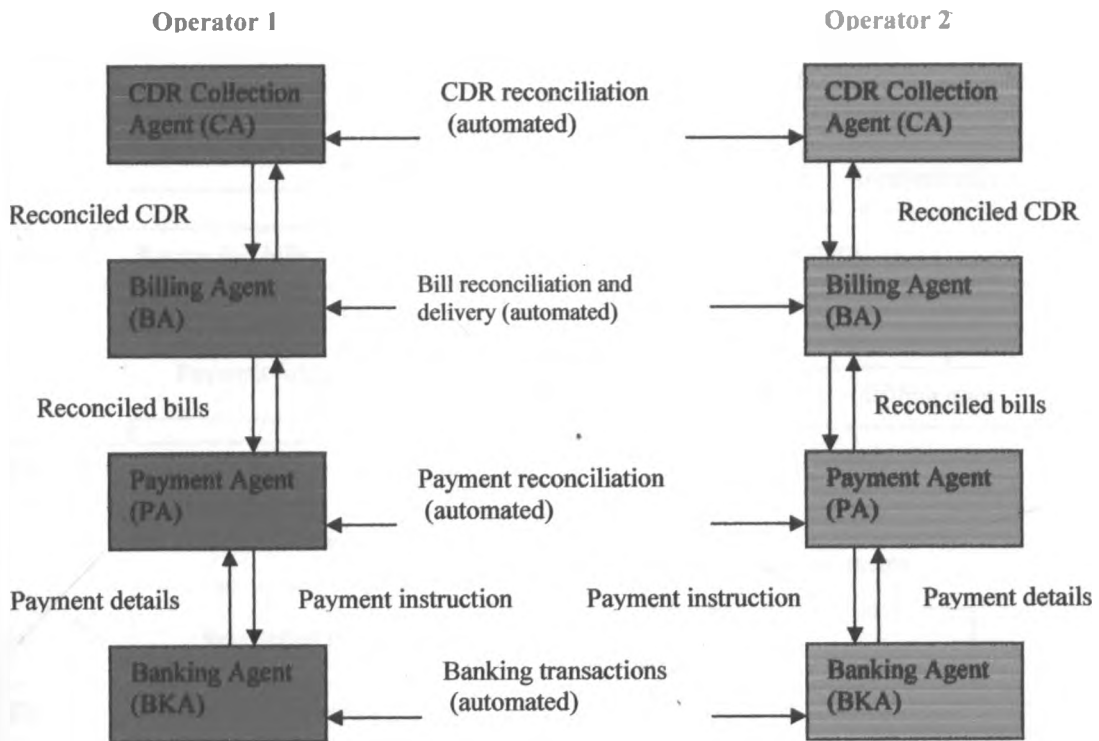 Operator 1
Operator 2
CDR Collection
Agent (CA)
CDR reconciliation
(automated)
CDR Collection
Agent (CA)
Reconciled CDR
Reconciled CDR
Billing Agent
(BA)
Bill reconciliation and
delivery (automated)
Billing Agent
(BA)
Reconciled bills
Reconciled bills
Payment Agent
(PA)
Payment reconciliation
(automated)
Payment Agent
(PA)
Payment details
Payment instruction
Payment instruction
Payment details
Banking Agent
(BKA)
Banking transactions
(automated)
Banking Agent
(BKA)